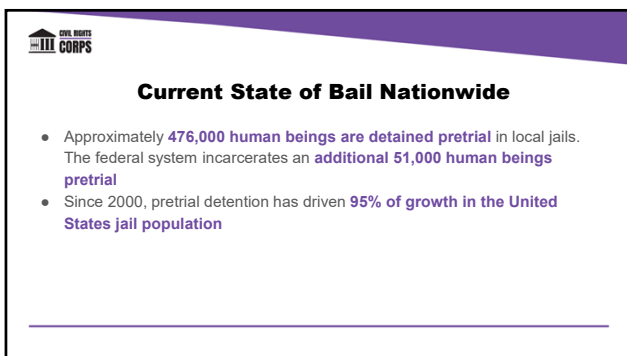 CIVIL RIGHTS
CORPS
Current State of Bail Nationwide
● Approximately 476,000 human beings are detained pretrial in local jails.
The federal system incarcerates an additional 51,000 human beings
pretrial
● Since 2000, pretrial detention has driven 95% of growth in the United
States jail population